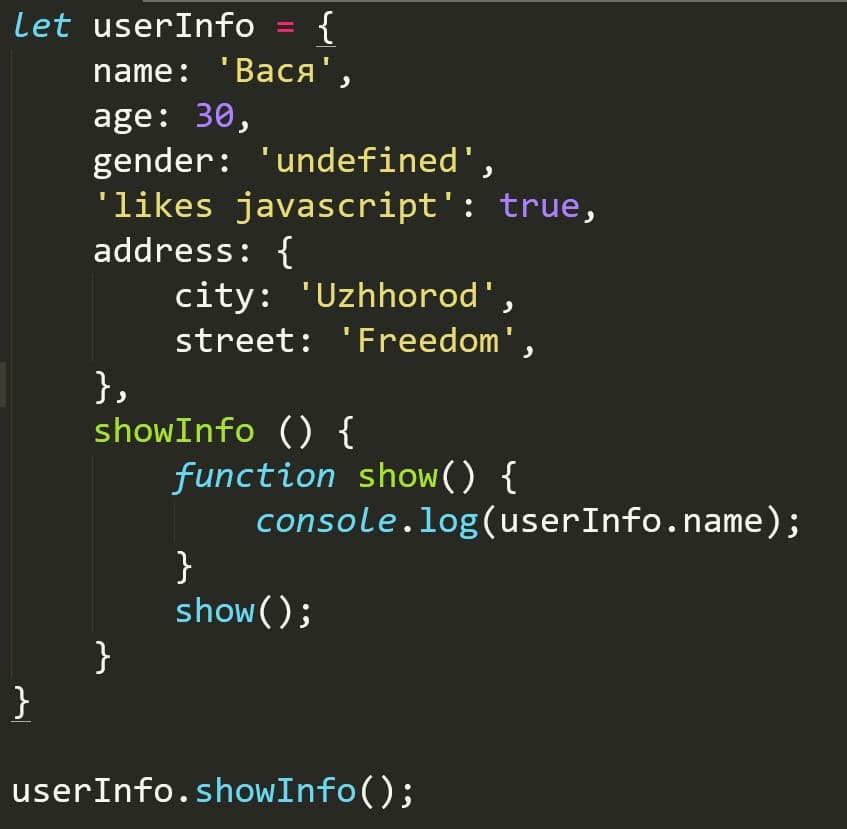 let userInfo = {
    name: 'Вася',
    age: 30,
    gender: 'undefined',
    'likes javascript': true,
    address: {
        city: 'Uzhhorod',
        street: 'Freedom',
    },
    showInfo () {
        function show() {
            console.log(userInfo.name);
        }
        show();
    }
}
userInfo.showInfo();